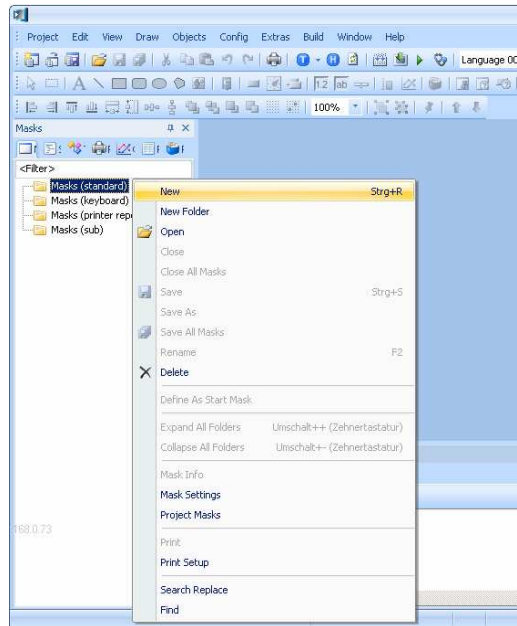 Project Edit View Draw Objects Config Extras Build Window Help
Language 00
100%
Masks
<Filter>
Masks (standard)
Masks (keyboard)
Masks (printer rep
Masks (sub)
New Strg+R
New Folder
Open
Close
Close All Masks
Save Strg+S
Save As
Save All Masks
Rename F2
Delete
Define As Start Mask
Expand All Folders Umschalt++ (Zehnertastatur)
Collapse All Folders Umschalt+- (Zehnertastatur)
Mask Info
Mask Settings
Project Masks
Print
Print Setup
Search Replace
Find
168.0.73